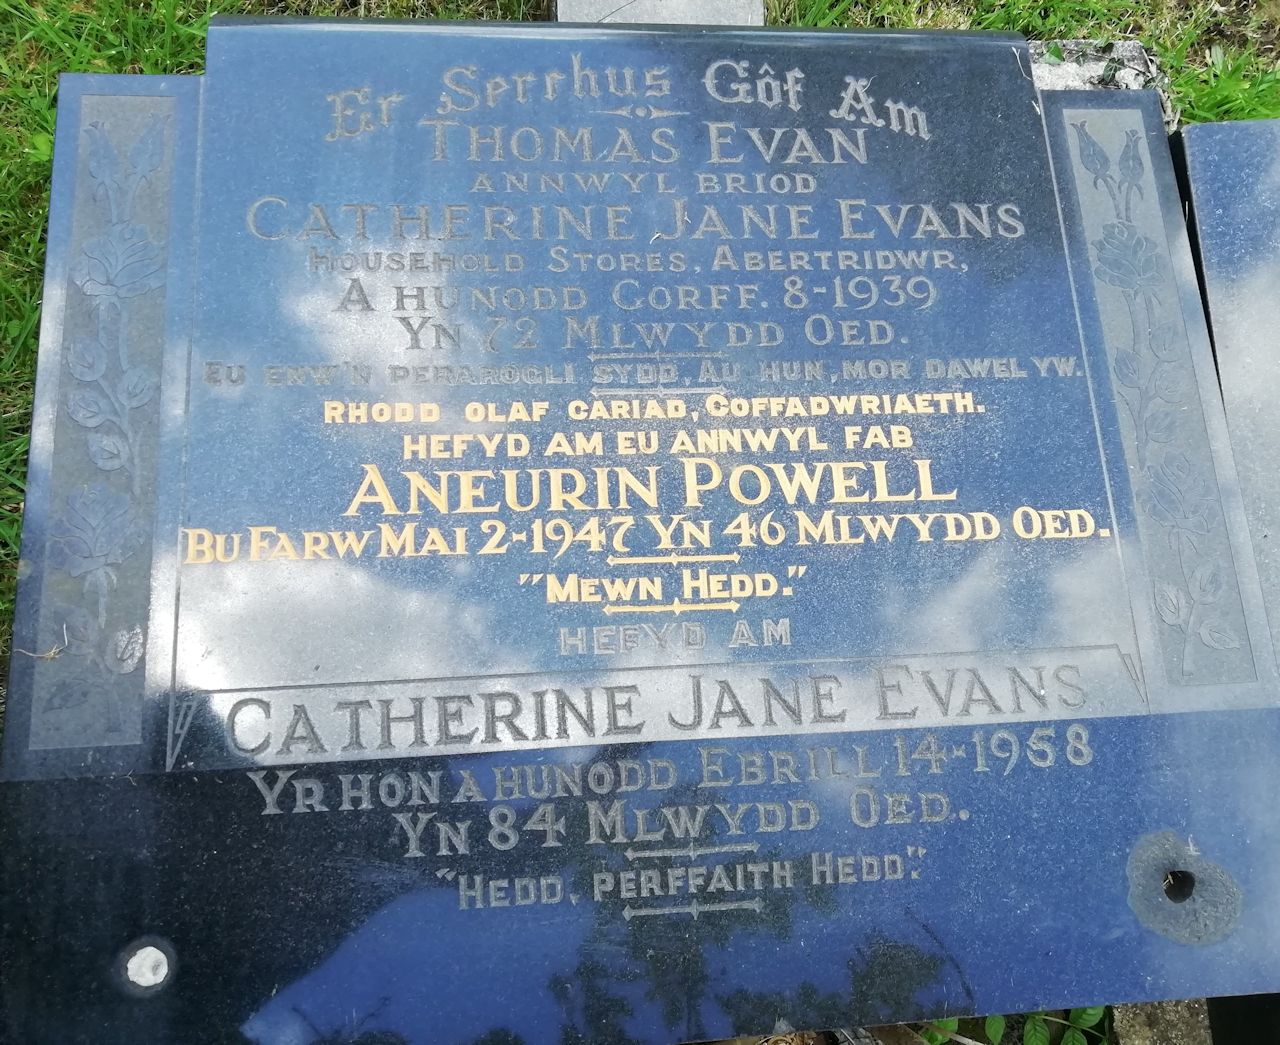 Er Serchus Gôf Am
THOMAS EVAN
ANNWYL BRIOD
CATHERINE JANE EVANS
HOUSEHOLD STORES, ABERTRIDWR,
A HUNODD GORFF. 8-1939
YN 72 MLWYDD OED.
EU ENW'N PERAROGLI SYDD A'U HUN, MOR DAWEL YW.
RHODD OLAF CARIAD, COFFADWRIAETH.
HEFYD AM EU ANNWYL FAB
ANEURIN POWELL
BU FARW MAI 2-1947 YN 46 MLWYDD OED.
"MEWN HEDD."
HEFYD AM
CATHERINE JANE EVANS
YR HON A HUNODD EBRILL 14-1958
YN 84 MLWYDD OED.
"HEDD, PERFFAITH HEDD."